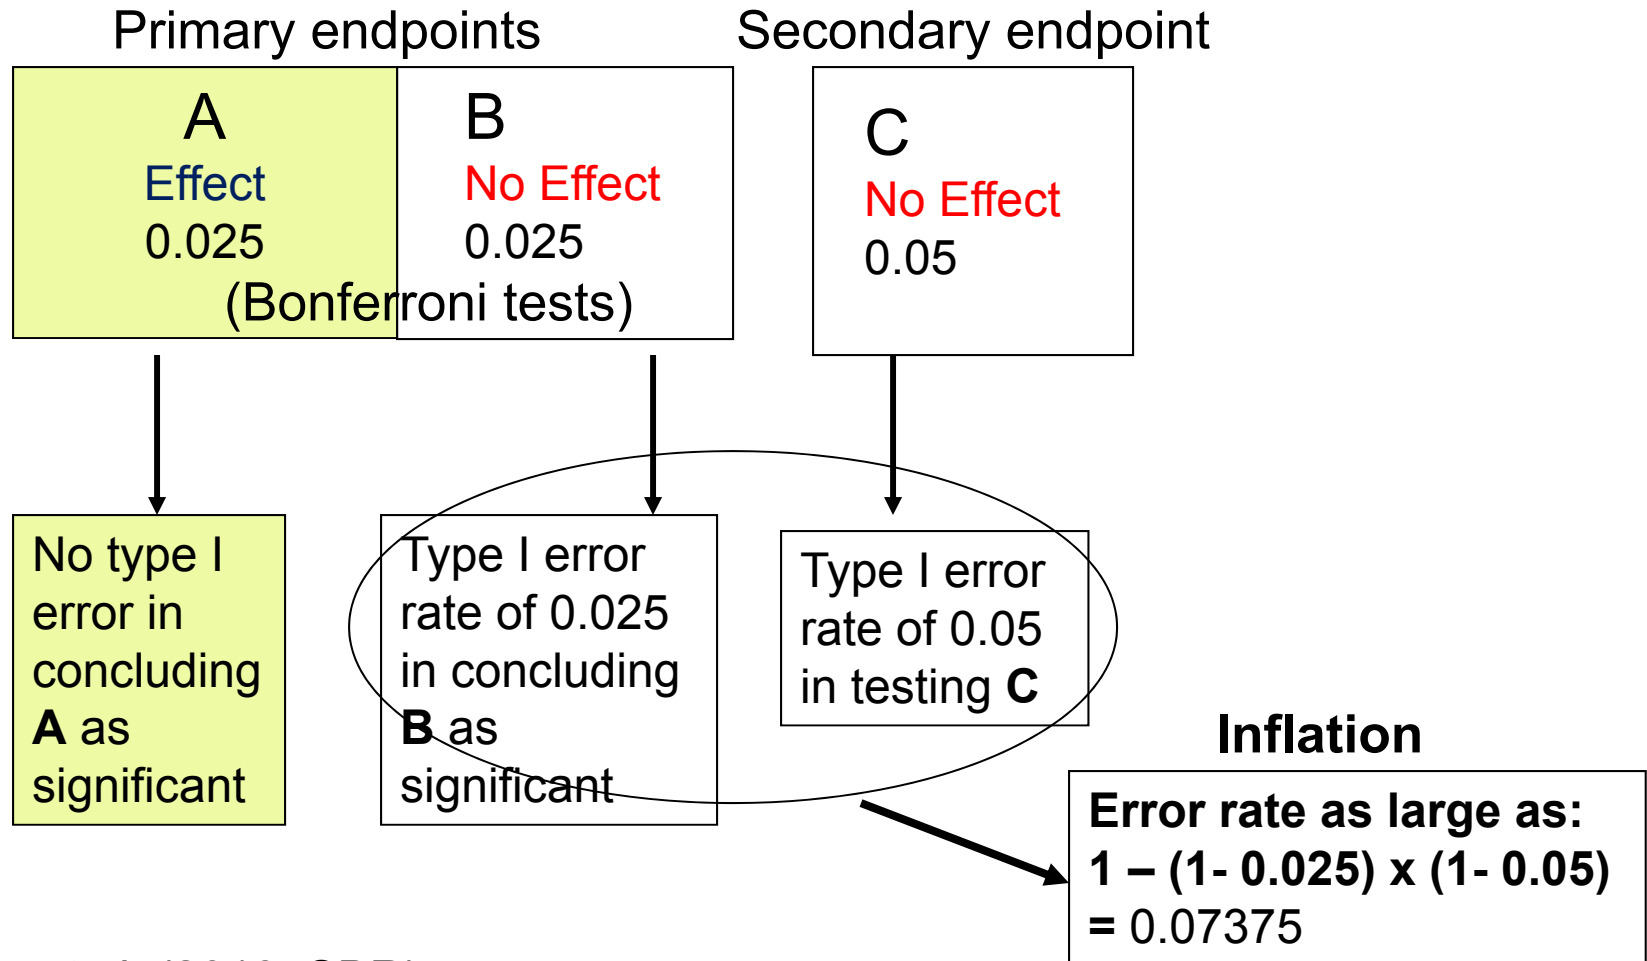 Primary endpoints
Secondary endpoint
A
Effect
0.025
B
No Effect
0.025
(Bonferroni tests)
C
No Effect
0.05
No type I
error in
concluding
A as
significant
Type I error
rate of 0.025
in concluding
B as
significant
Type I error
rate of 0.05
in testing C
Inflation
Error rate as large as:
1 – (1- 0.025) x (1- 0.05)
= 0.07375